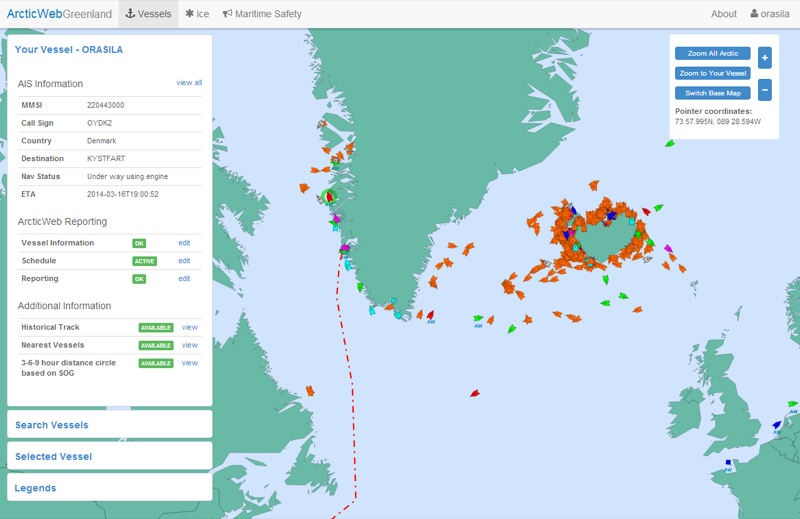 ArcticWebGreenland Vessels Ice Maritime Safety About orasila
Your Vessel - ORASILA
AIS Information view all
MMSI 220443000
Call Sign OYDK2
Country Denmark
Destination KYSTFART
Nav Status Under way using engine
ETA 2014-03-16T19:00:52
ArcticWeb Reporting
Vessel Information OK edit
Schedule ACTIVE edit
Reporting OK edit
Additional Information
Historical Track AVAILABLE view
Nearest Vessels AVAILABLE view
3-6-9 hour distance circle AVAILABLE view
based on SOG
Search Vessels
Selected Vessel
Legends
Zoom All Arctic +
Zoom to Your Vessel
Switch Base Map −
Pointer coordinates:
73 57.995N, 089 28.594W
AW
AW
AW
AW
AW